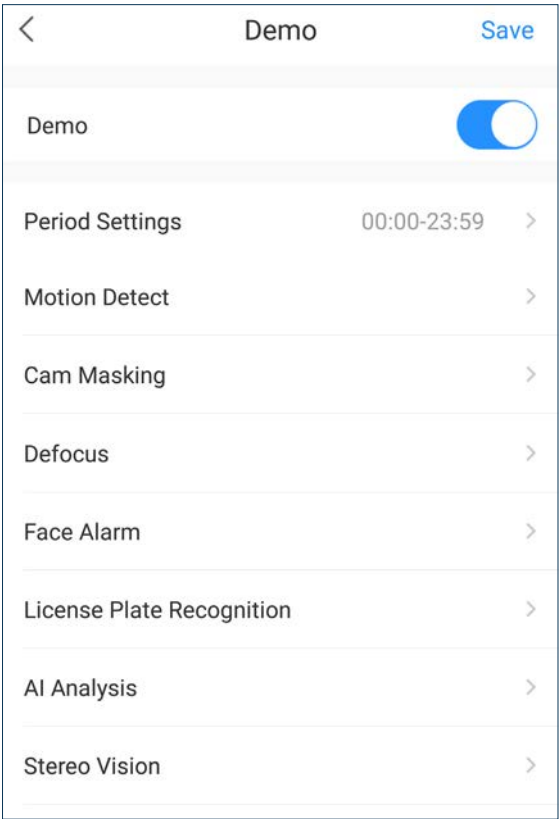 Demo Save
Demo
Period Settings 00:00-23:59
Motion Detect
Cam Masking
Defocus
Face Alarm
License Plate Recognition
AI Analysis
Stereo Vision